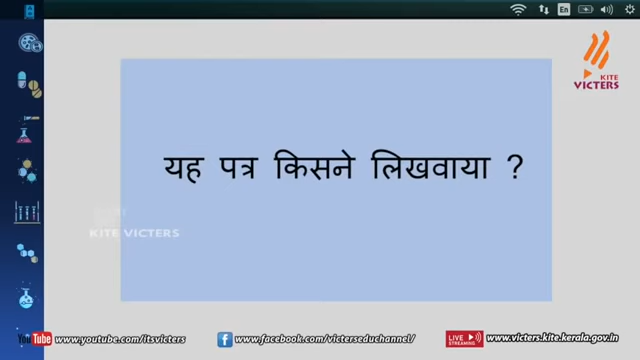 En
KITE
VICTERS
यह पत्र किसने लिखवाया ?
KITE VICTERS
YouTube www.youtube.com/itsvicters
f www.facebook.com/victerseduchannel/
LIVE STREAMING www.victers.kite.kerala.gov.in